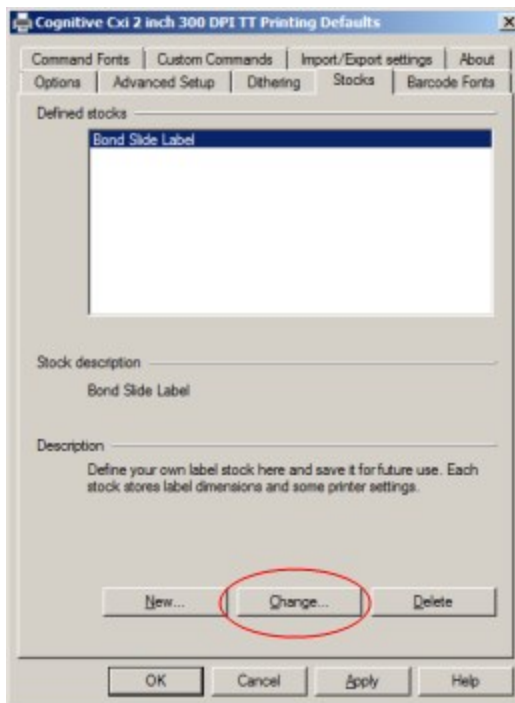 Cognitive Cxi 2 inch 300 DPI TT Printing Defaults
Command Fonts Custom Commands Import/Export settings About
Options Advanced Setup Dithering Stocks Barcode Fonts
Defined stocks
Bond Slide Label
Stock description
Bond Slide Label
Description
Define your own label stock here and save it for future use. Each
stock stores label dimensions and some printer settings.
New... Change... Delete
OK Cancel Apply Help